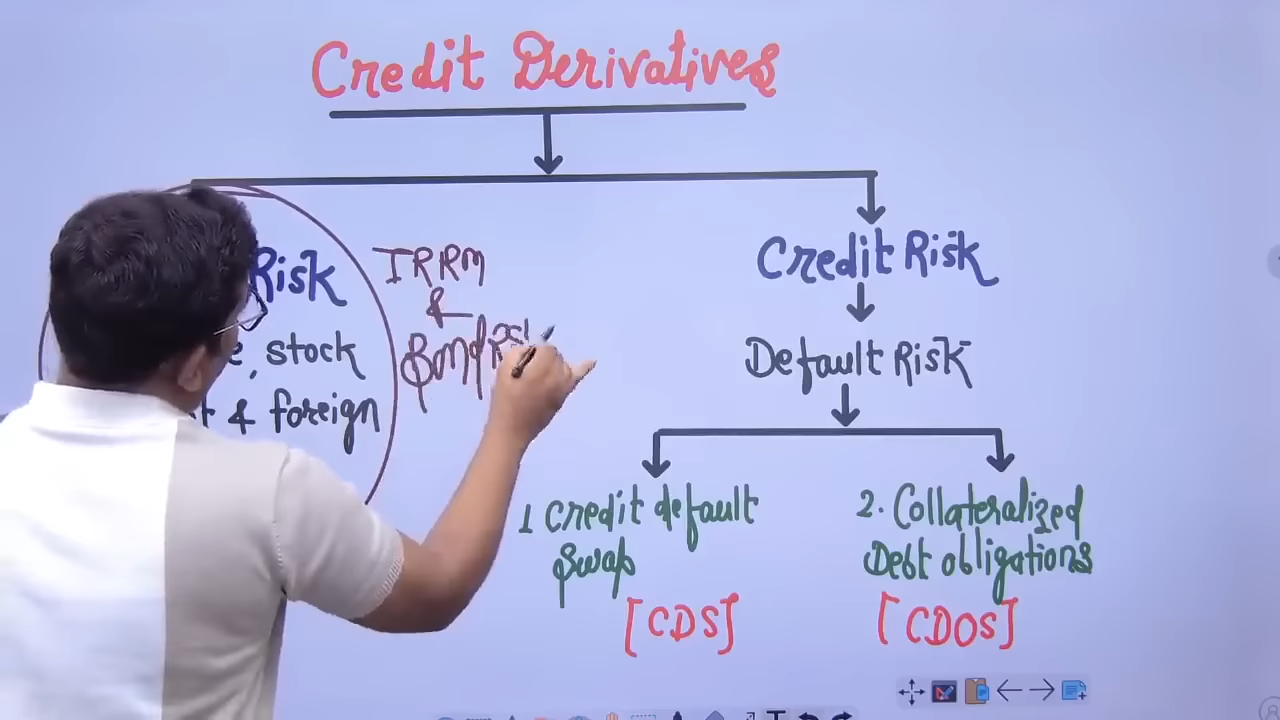 Credit Derivatives
Risk
stock
& foreign
IRRM
&
Credit Risk
Default Risk
1 Credit default
Swap
[CDS]
2. Collateralized
Debt obligations
[CDOS]